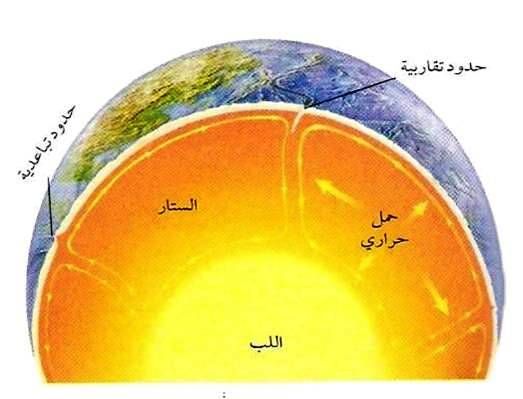 حدود تقاربية
حدود تباعدية
الستار
حمل
حراري
اللب